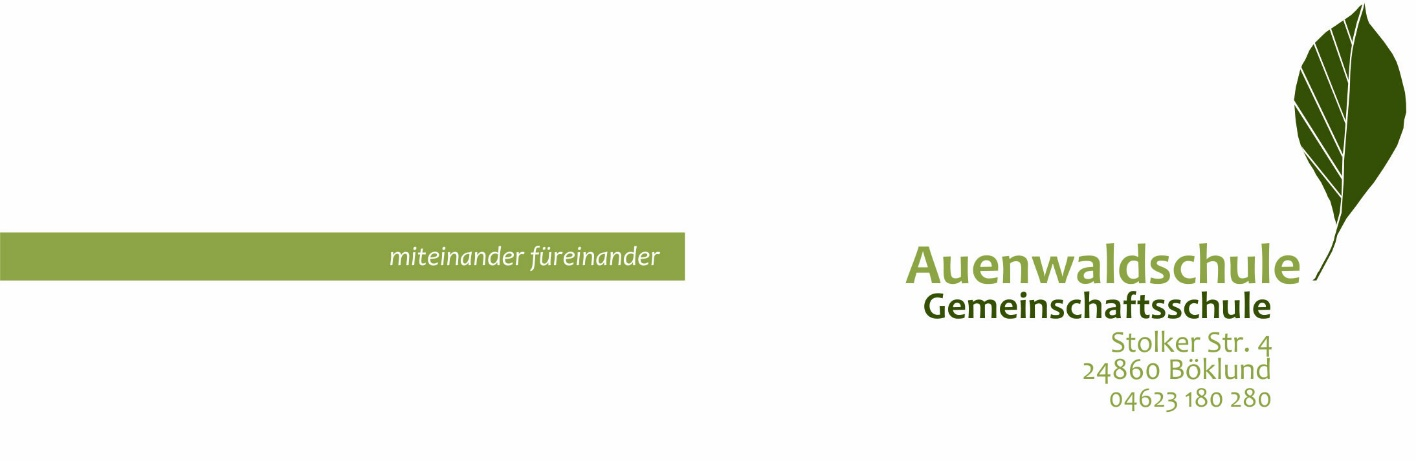 miteinander füreinander
Auenwaldschule
Gemeinschaftsschule
Stolker Str. 4
24860 Böklund
04623 180 280